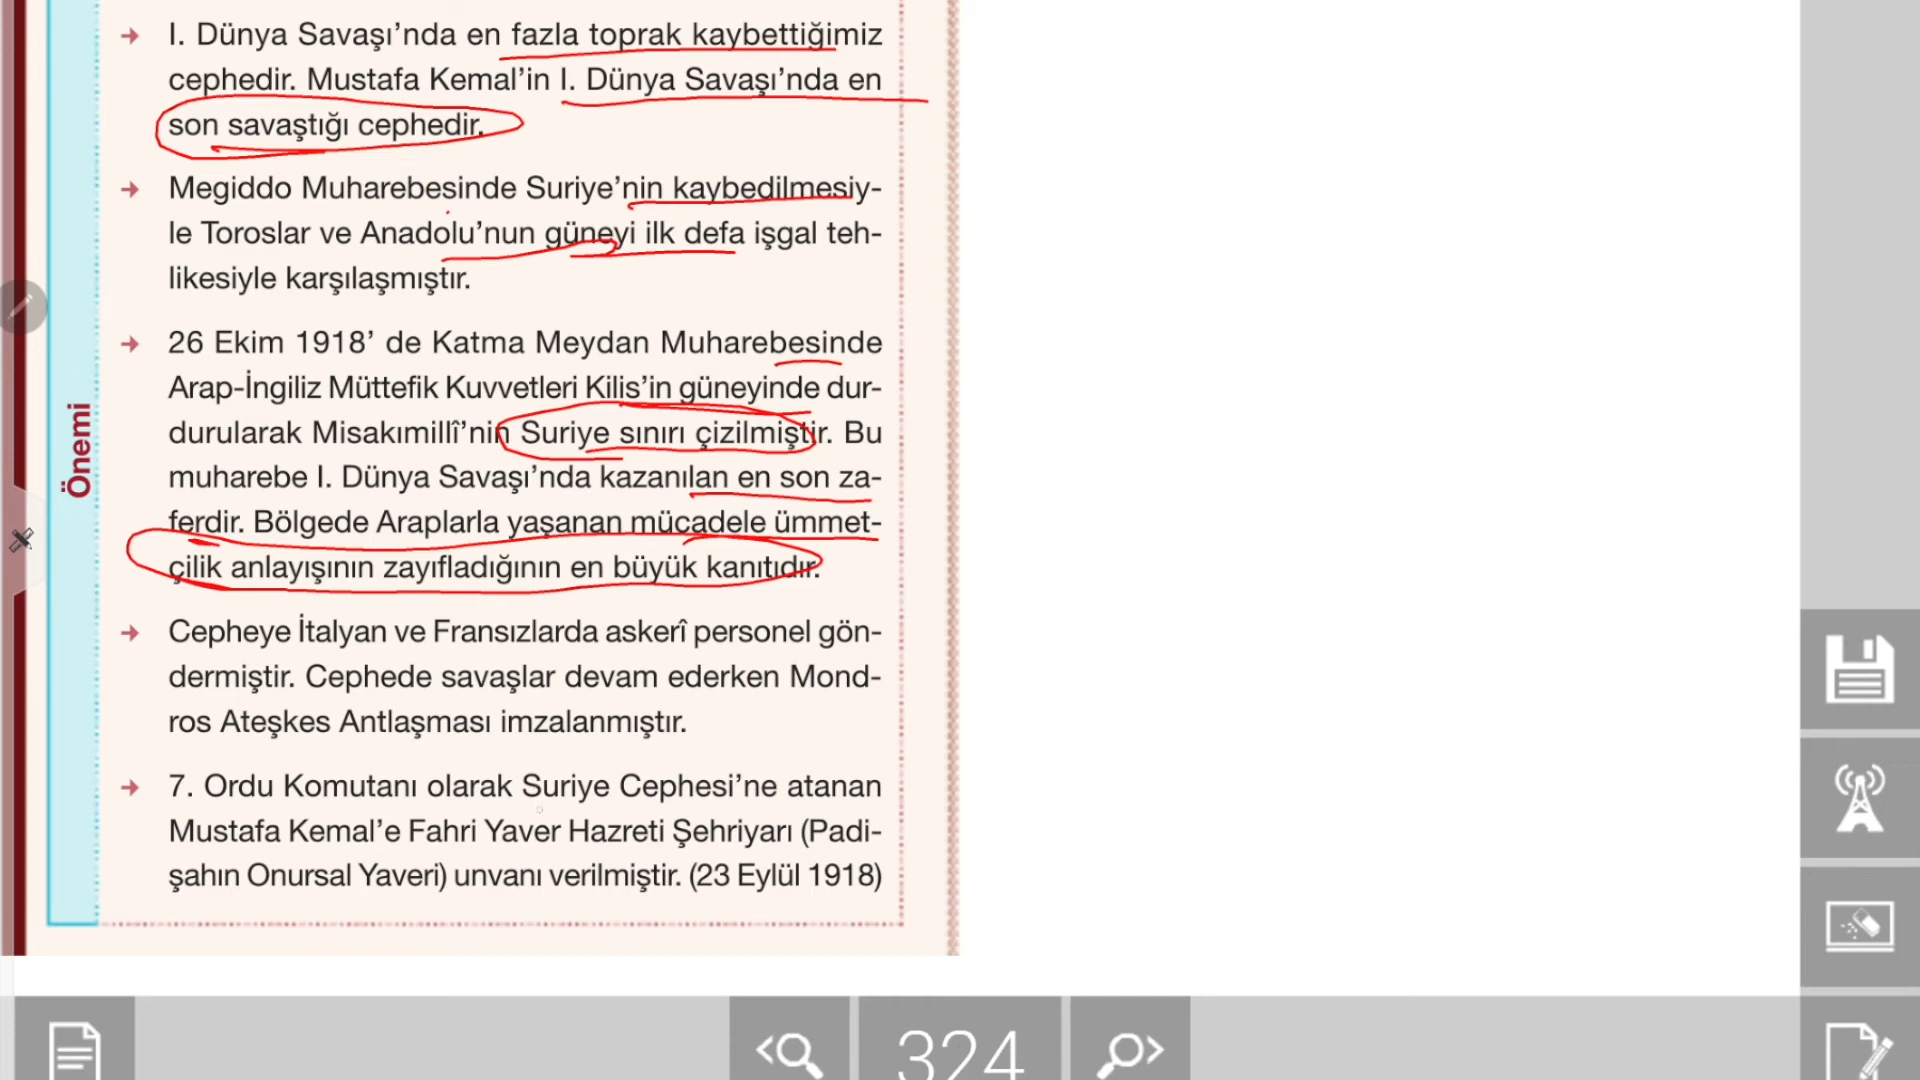 I. Dünya Savaşı’nda en fazla toprak kaybettiğimiz
cephedir. Mustafa Kemal’in I. Dünya Savaşı’nda en
son savaştığı cephedir.
Megiddo Muharebesinde Suriye’nin kaybedilmesiy-
le Toroslar ve Anadolu’nun güneyi ilk defa işgal teh-
likesiyle karşılaşmıştır.
26 Ekim 1918’ de Katma Meydan Muharebesinde
Arap-İngiliz Müttefik Kuvvetleri Kilis’in güneyinde dur-
durularak Misakımillî’nin Suriye sınırı çizilmiştir. Bu
muharebe I. Dünya Savaşı’nda kazanılan en son za-
ferdir. Bölgede Araplarla yaşanan mücadele ümmet-
çilik anlayışının zayıfladığının en büyük kanıtıdır.
Cepheye İtalyan ve Fransızlarda askerî personel gön-
dermiştir. Cephede savaşlar devam ederken Mond-
ros Ateşkes Antlaşması imzalanmıştır.
7. Ordu Komutanı olarak Suriye Cephesi’ne atanan
Mustafa Kemal’e Fahri Yaver Hazreti Şehriyarı (Padi-
şahın Onursal Yaveri) unvanı verilmiştir. (23 Eylül 1918)
Önemi
324